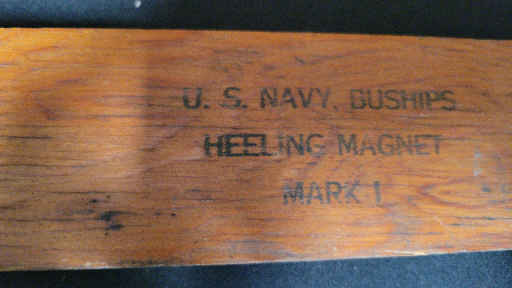 U. S. NAVY, BUSHIPS
HEELING MAGNET
MARK I